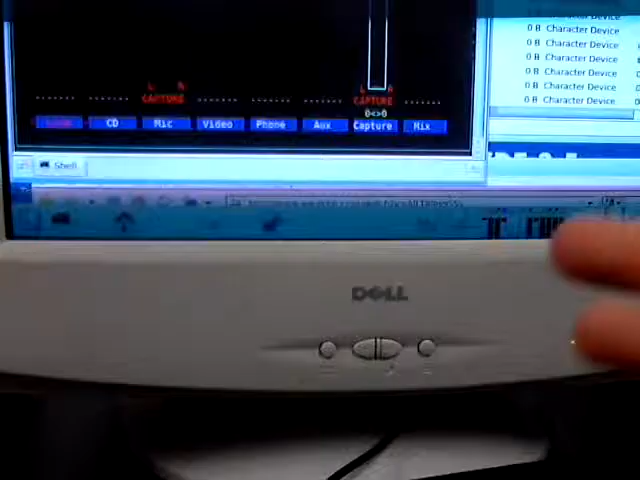 Character Device
0 B Character Device
0 B Character Device
0 B Character Device
0 B Character Device
0 B Character Device
L R
CAPTURE
L R
CAPTURE
0<>0
CD Mic Video Phone Aux Capture Mix
Shell
DELL